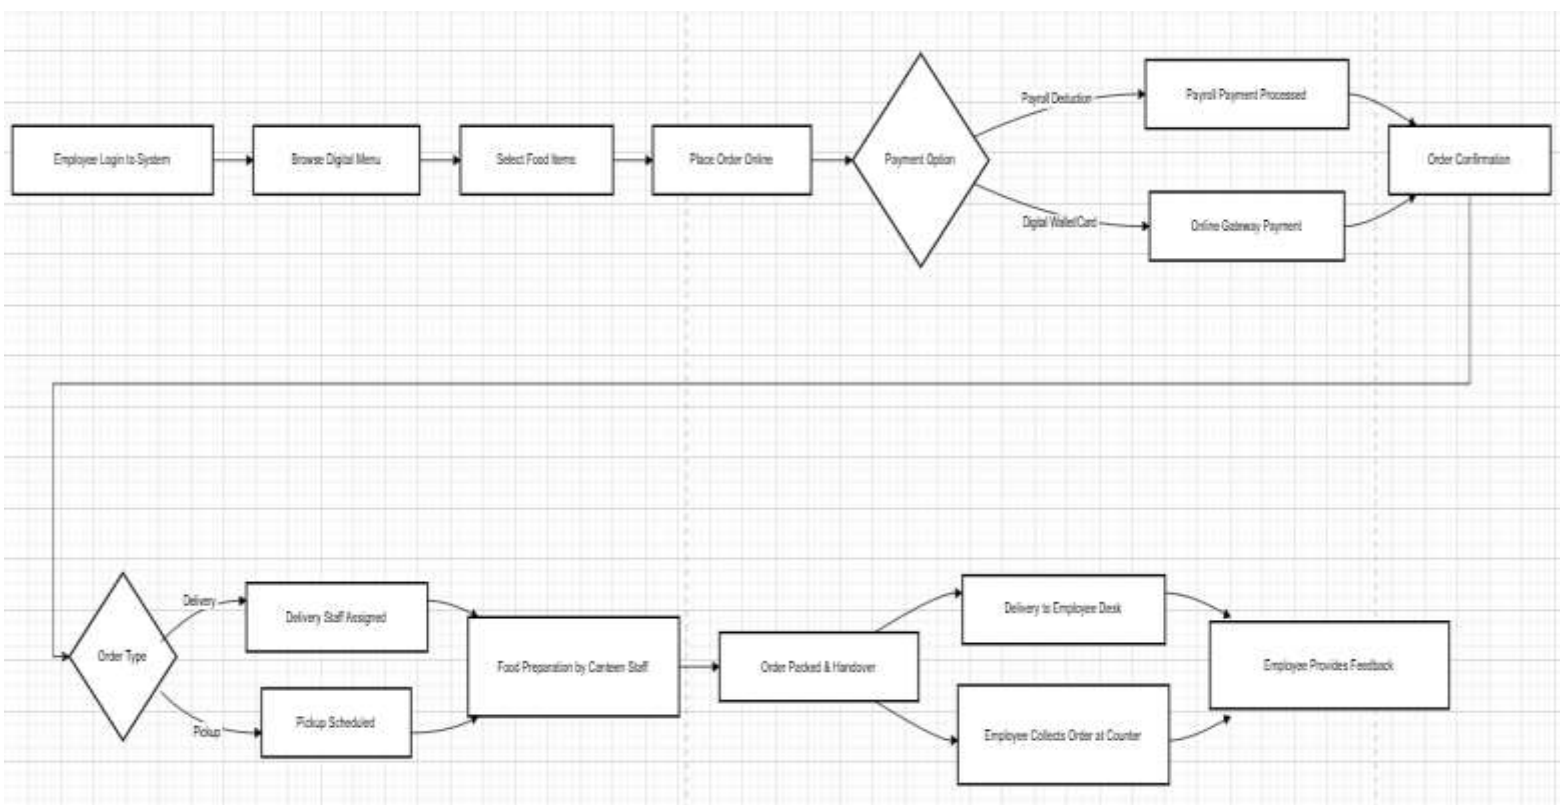 Employee Login to System
Browse Digital Menu
Select Food Items
Place Order Online
Payment Option
Payroll Deduction
Payroll Payment Processed
Digital Wallet/Card
Online Gateway Payment
Order Confirmation
Order Type
Delivery
Delivery Staff Assigned
Pickup
Pickup Scheduled
Food Preparation by Canteen Staff
Order Packed & Handover
Delivery to Employee Desk
Employee Collects Order at Counter
Employee Provides Feedback